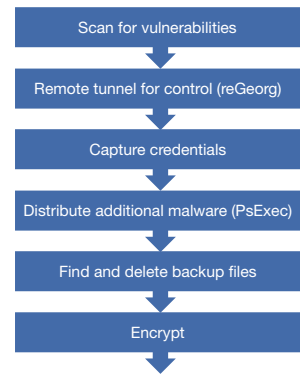 Scan for vulnerabilities
Remote tunnel for control (reGeorg)
Capture credentials
Distribute additional malware (PsExec)
Find and delete backup files
Encrypt